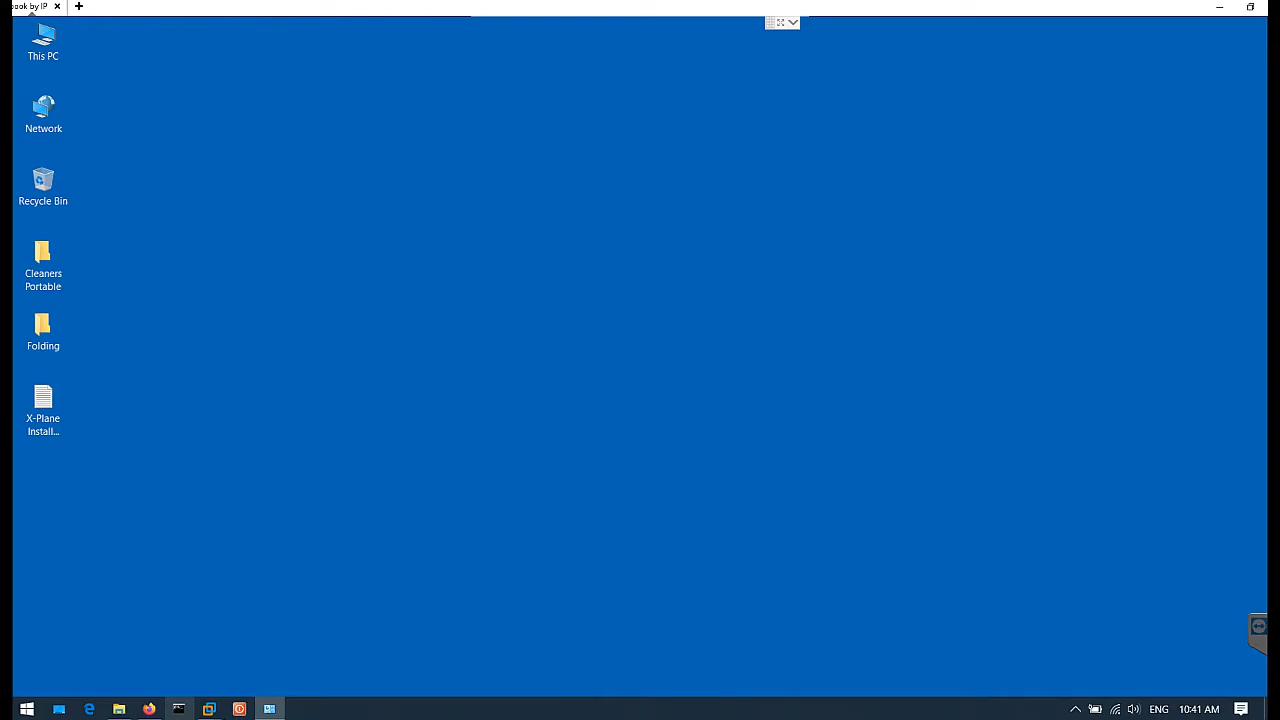 ook by IP
This PC
Network
Recycle Bin
Cleaners
Portable
Folding
X-Plane
Install...
ENG
10:41 AM